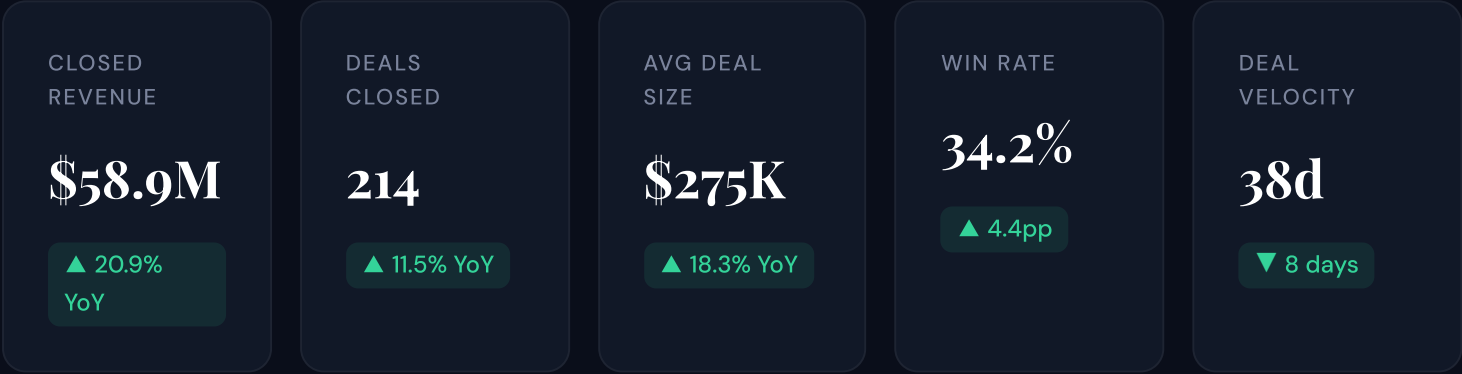 CLOSED
REVENUE
$58.9M
▲ 20.9%
YoY
DEALS
CLOSED
214
▲ 11.5% YoY
AVG DEAL
SIZE
$275K
▲ 18.3% YoY
WIN RATE
34.2%
▲ 4.4pp
DEAL
VELOCITY
38d
▼ 8 days